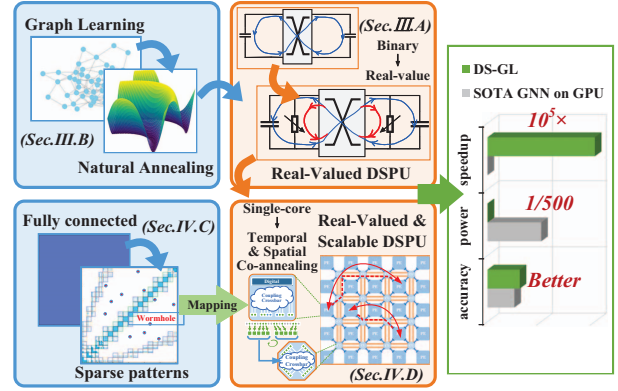 Graph Learning
(Sec.III.B)
Natural Annealing
(Sec.III.A)
Binary
Real-value
Real-Valued DSPU
Fully connected
(Sec.IV.C)
Wormhole
Sparse patterns
Mapping
Single-core
Temporal
& Spatial
Co-annealing
Real-Valued &
Scalable DSPU
Digital
Coupling
Crossbar
Coupling
Crossbar
(Sec.IV.D)
DS-GL
SOTA GNN on GPU
speedup
10⁵×
power
1/500
accuracy
Better